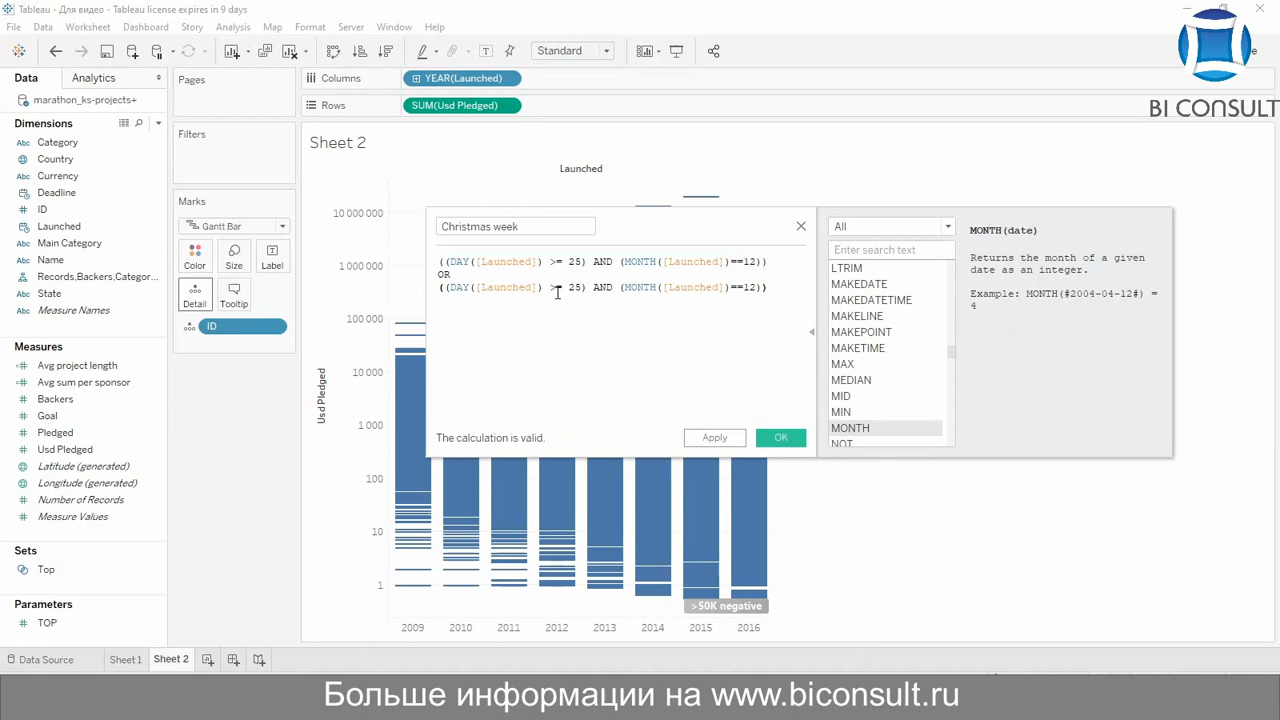 Tableau - Для видео - Tableau license expires in 9 days
File Data Worksheet Dashboard Story Analysis Map Format Server Window Help
Standard
BI CONSULT
Data Analytics
marathon_ks-projects+
Dimensions
Abc Category
Country
Abc Currency
Deadline
# ID
Launched
Abc Main Category
Abc Name
Records,Backers,Categor...
Abc State
Abc Measure Names
Measures
# Avg project length
# Avg sum per sponsor
# Backers
# Goal
# Pledged
# Usd Pledged
Latitude (generated)
Longitude (generated)
# Number of Records
# Measure Values
Sets
Top
Parameters
# TOP
Pages
Filters
Marks
Gantt Bar
Color Size Label
Detail Tooltip
ID
Columns YEAR(Launched)
Rows SUM(Usd Pledged)
Sheet 2
Launched
Usd Pledged
10 000 000
1 000 000
100 000
10 000
1 000
100
10
1
2009 2010 2011 2012 2013 2014 2015 2016
>50K negative
Christmas week
((DAY([Launched]) >= 25) AND (MONTH([Launched])==12))
OR
((DAY([Launched]) >= 25) AND (MONTH([Launched])==12))
The calculation is valid.
Apply OK
All
Enter search text
LTRIM
MAKEDATE
MAKEDATETIME
MAKELINE
MAKEPOINT
MAKETIME
MAX
MEDIAN
MID
MIN
MONTH
NOT
MONTH(date)
Returns the month of a given
date as an integer.
Example: MONTH(#2004-04-12#) =
4
Data Source Sheet 1 Sheet 2
Больше информации на www.biconsult.ru